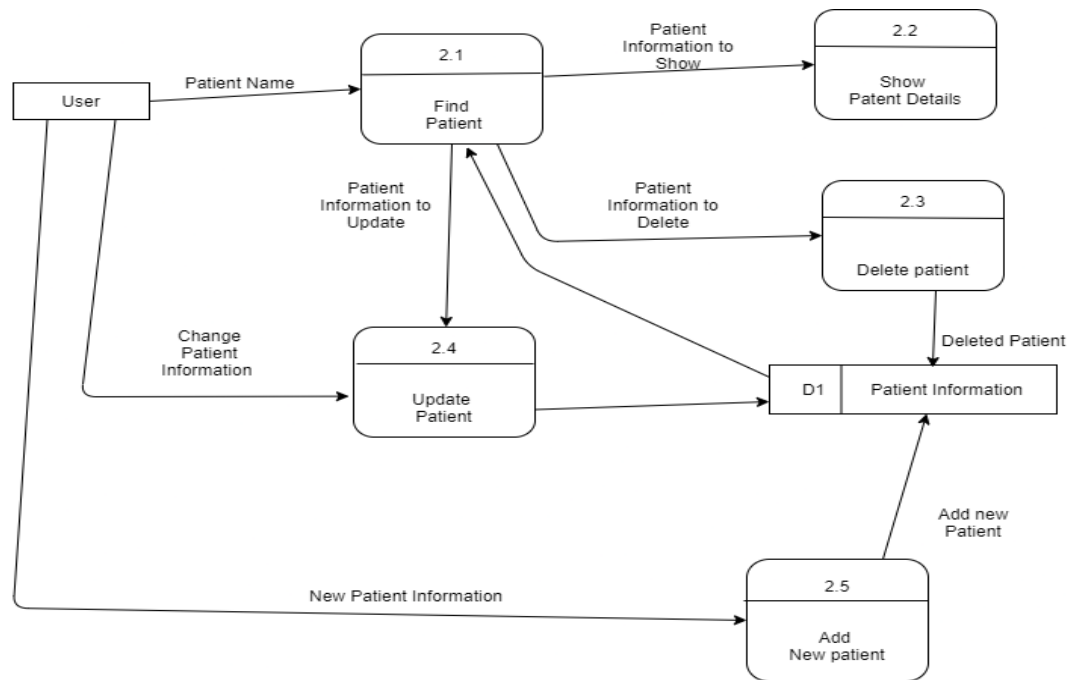 User
Patient Name
2.1
Find
Patient
Patient
Information to
Show
2.2
Show
Patent Details
Patient
Information to
Update
Patient
Information to
Delete
2.3
Delete patient
Change
Patient
Information
2.4
Update
Patient
Deleted Patient
D1
Patient Information
Add new
Patient
New Patient Information
2.5
Add
New patient